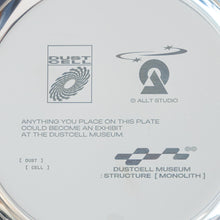 DUST
CELL
© ALLT STUDIO
ANYTHING YOU PLACE ON THIS PLATE
COULD BECOME AN EXHIBIT
AT THE DUSTCELL MUSEUM.
[ DUST ]
[ CELL ]
DUSTCELL MUSEUM
: STRUCTURE [ MONOLITH ]